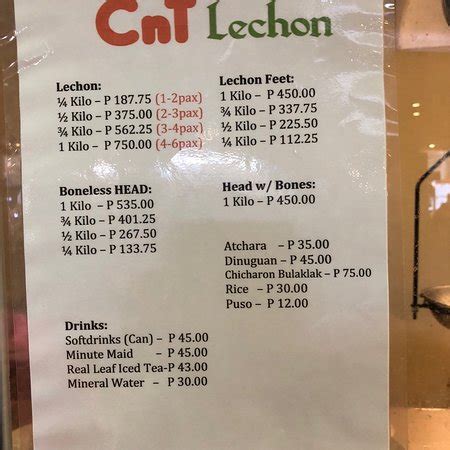 CnT Lechon
Lechon:
¼ Kilo – P 187.75 (1-2pax)
½ Kilo – P 375.00 (2-3pax)
¾ Kilo – P 562.25 (3-4pax)
1 Kilo – P 750.00 (4-6pax)
Lechon Feet:
1 Kilo – P 450.00
¾ Kilo – P 337.75
½ Kilo – P 225.50
¼ Kilo – P 112.25
Boneless HEAD:
1 Kilo – P 535.00
¾ Kilo – P 401.25
½ Kilo – P 267.50
¼ Kilo – P 133.75
Head w/ Bones:
1 Kilo – P 450.00
Atchara – P 35.00
Dinuguan – P 45.00
Chicharon Bulaklak – P 75.00
Rice – P 30.00
Puso – P 12.00
Drinks:
Softdrinks (Can) – P 45.00
Minute Maid – P 45.00
Real Leaf Iced Tea-P 43.00
Mineral Water – P 30.00